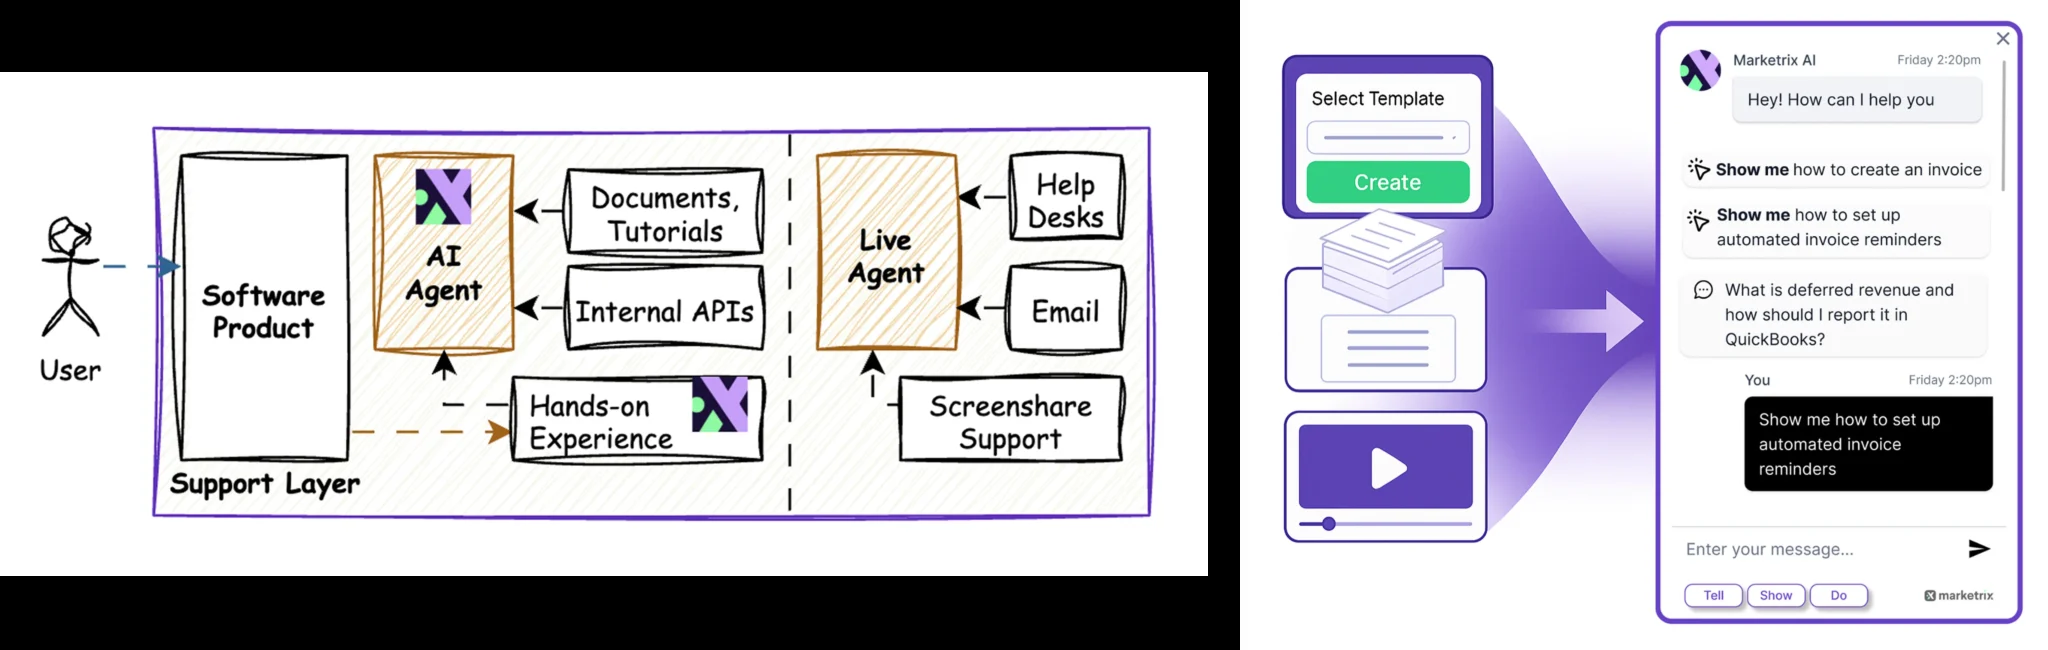 User
Software
Product
Support Layer
AI
Agent
Documents,
Tutorials
Internal APIs
Hands-on
Experience
Live
Agent
Help
Desks
Email
Screenshare
Support
Select Template
Create
Marketrix AI
Friday 2:20pm
Hey! How can I help you
Show me how to create an invoice
Show me how to set up
automated invoice reminders
What is deferred revenue and
how should I report it in
QuickBooks?
You
Friday 2:20pm
Show me how to set up
automated invoice
reminders
Enter your message...
Tell
Show
Do
marketrix